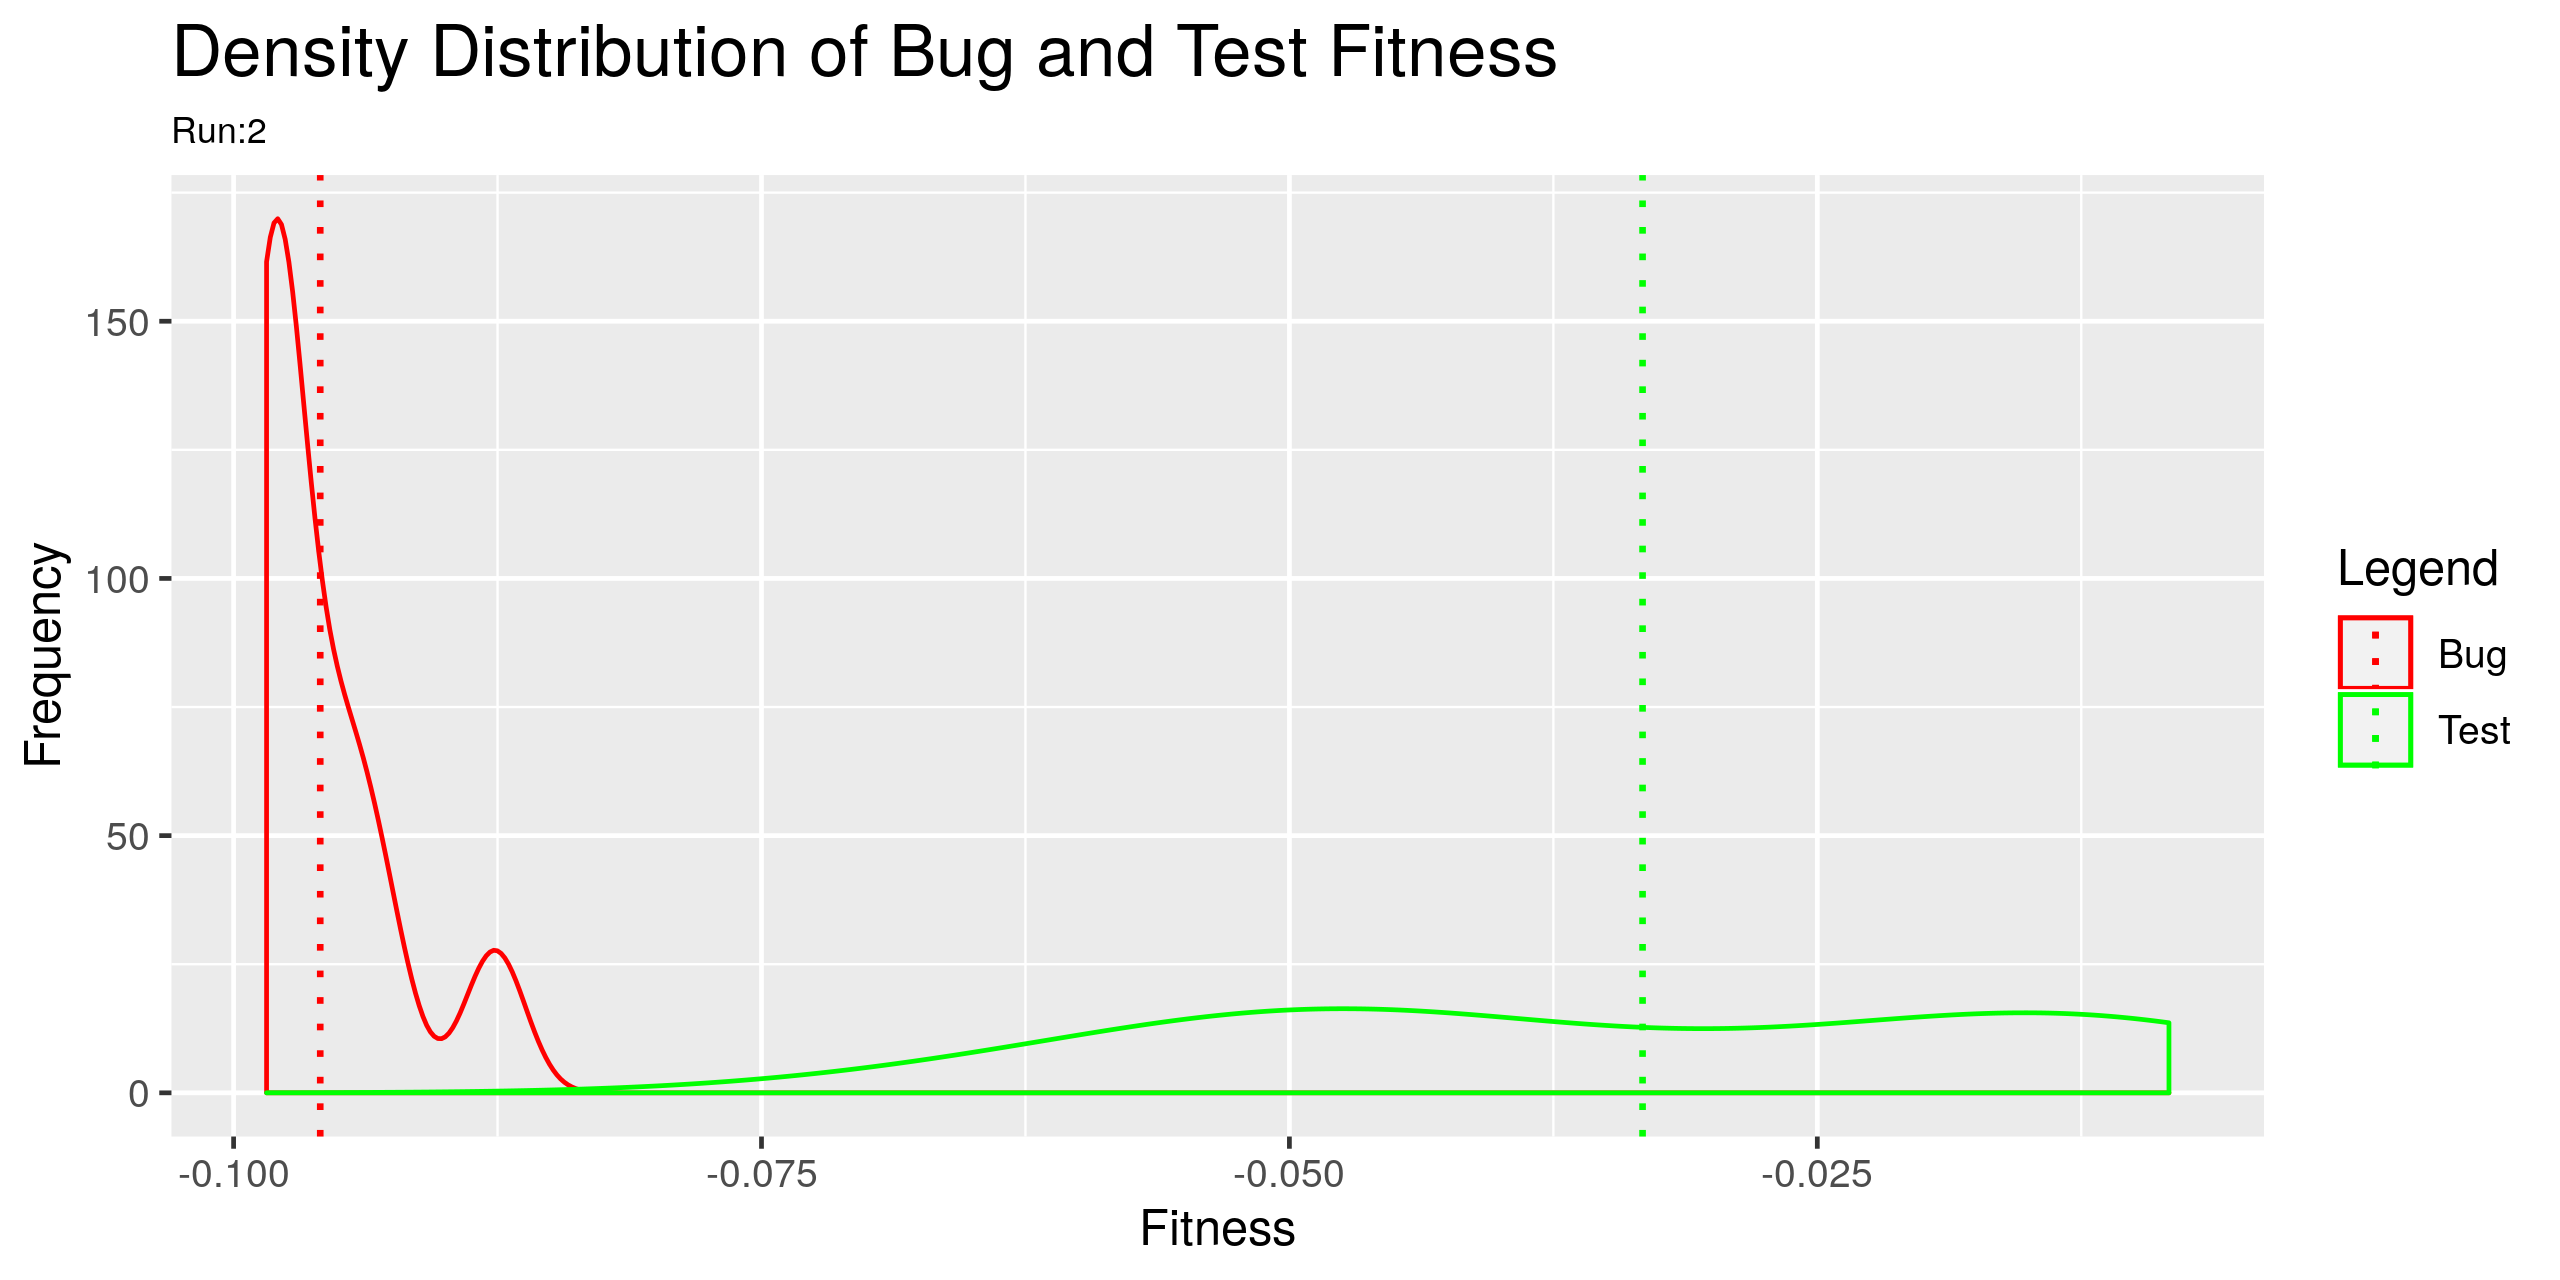 Density Distribution of Bug and Test Fitness
Run:2
150
100
50
0
Frequency
-0.100 -0.075 -0.050 -0.025
Fitness
Legend
Bug
Test